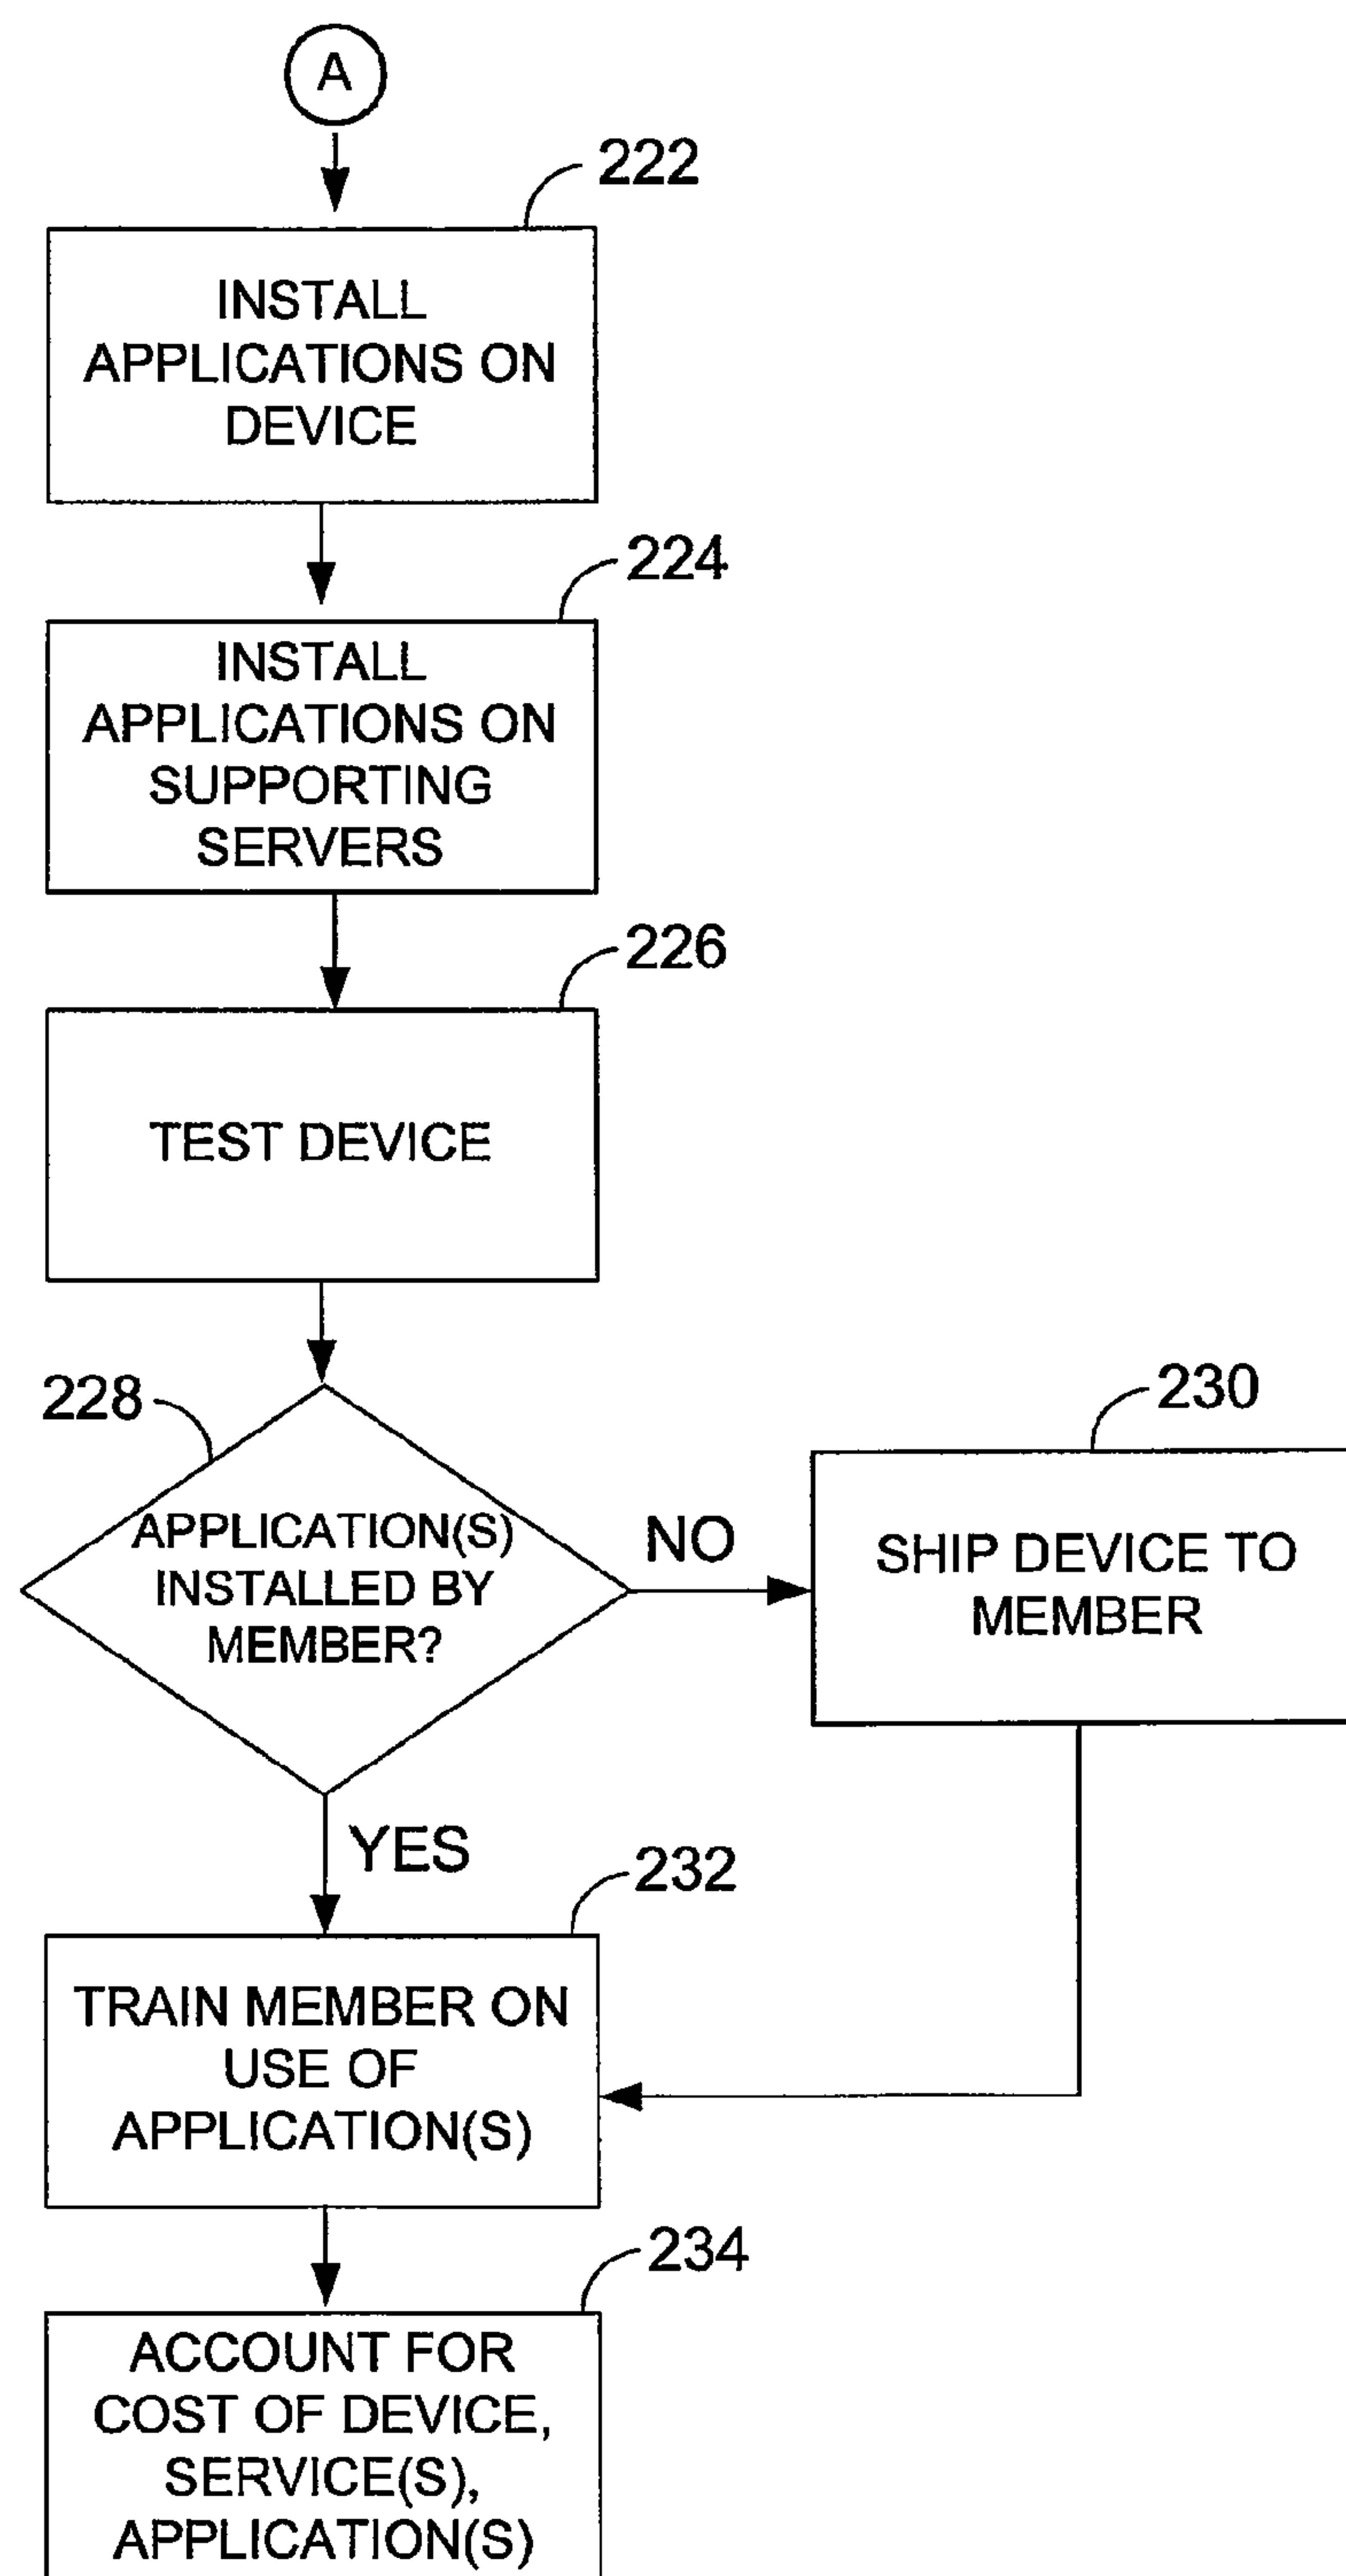 A
222
INSTALL
APPLICATIONS ON
DEVICE
224
INSTALL
APPLICATIONS ON
SUPPORTING
SERVERS
226
TEST DEVICE
228
APPLICATION(S)
INSTALLED BY
MEMBER?
NO
230
SHIP DEVICE TO
MEMBER
YES
232
TRAIN MEMBER ON
USE OF
APPLICATION(S)
234
ACCOUNT FOR
COST OF DEVICE,
SERVICE(S),
APPLICATION(S)